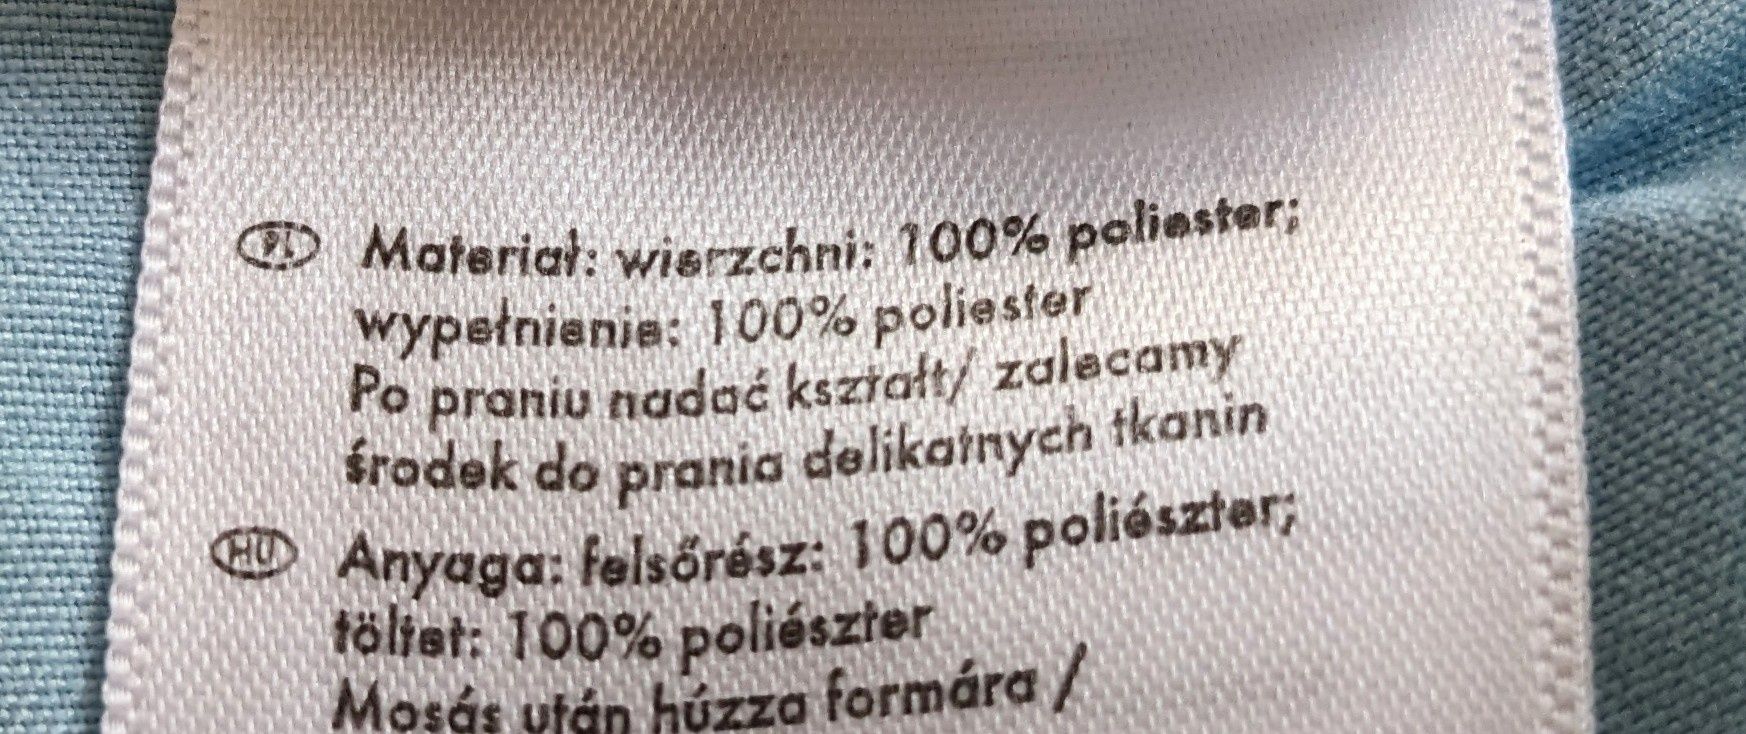 PL Materiał: wierzchni: 100% poliester;
wypełnienie: 100% poliester
Po praniu nadać kształt/ zalecamy
środek do prania delikatnych tkanin
HU Anyaga: felsőrész: 100% poliészter;
töltet: 100% poliészter
Mosás után húzza formára /